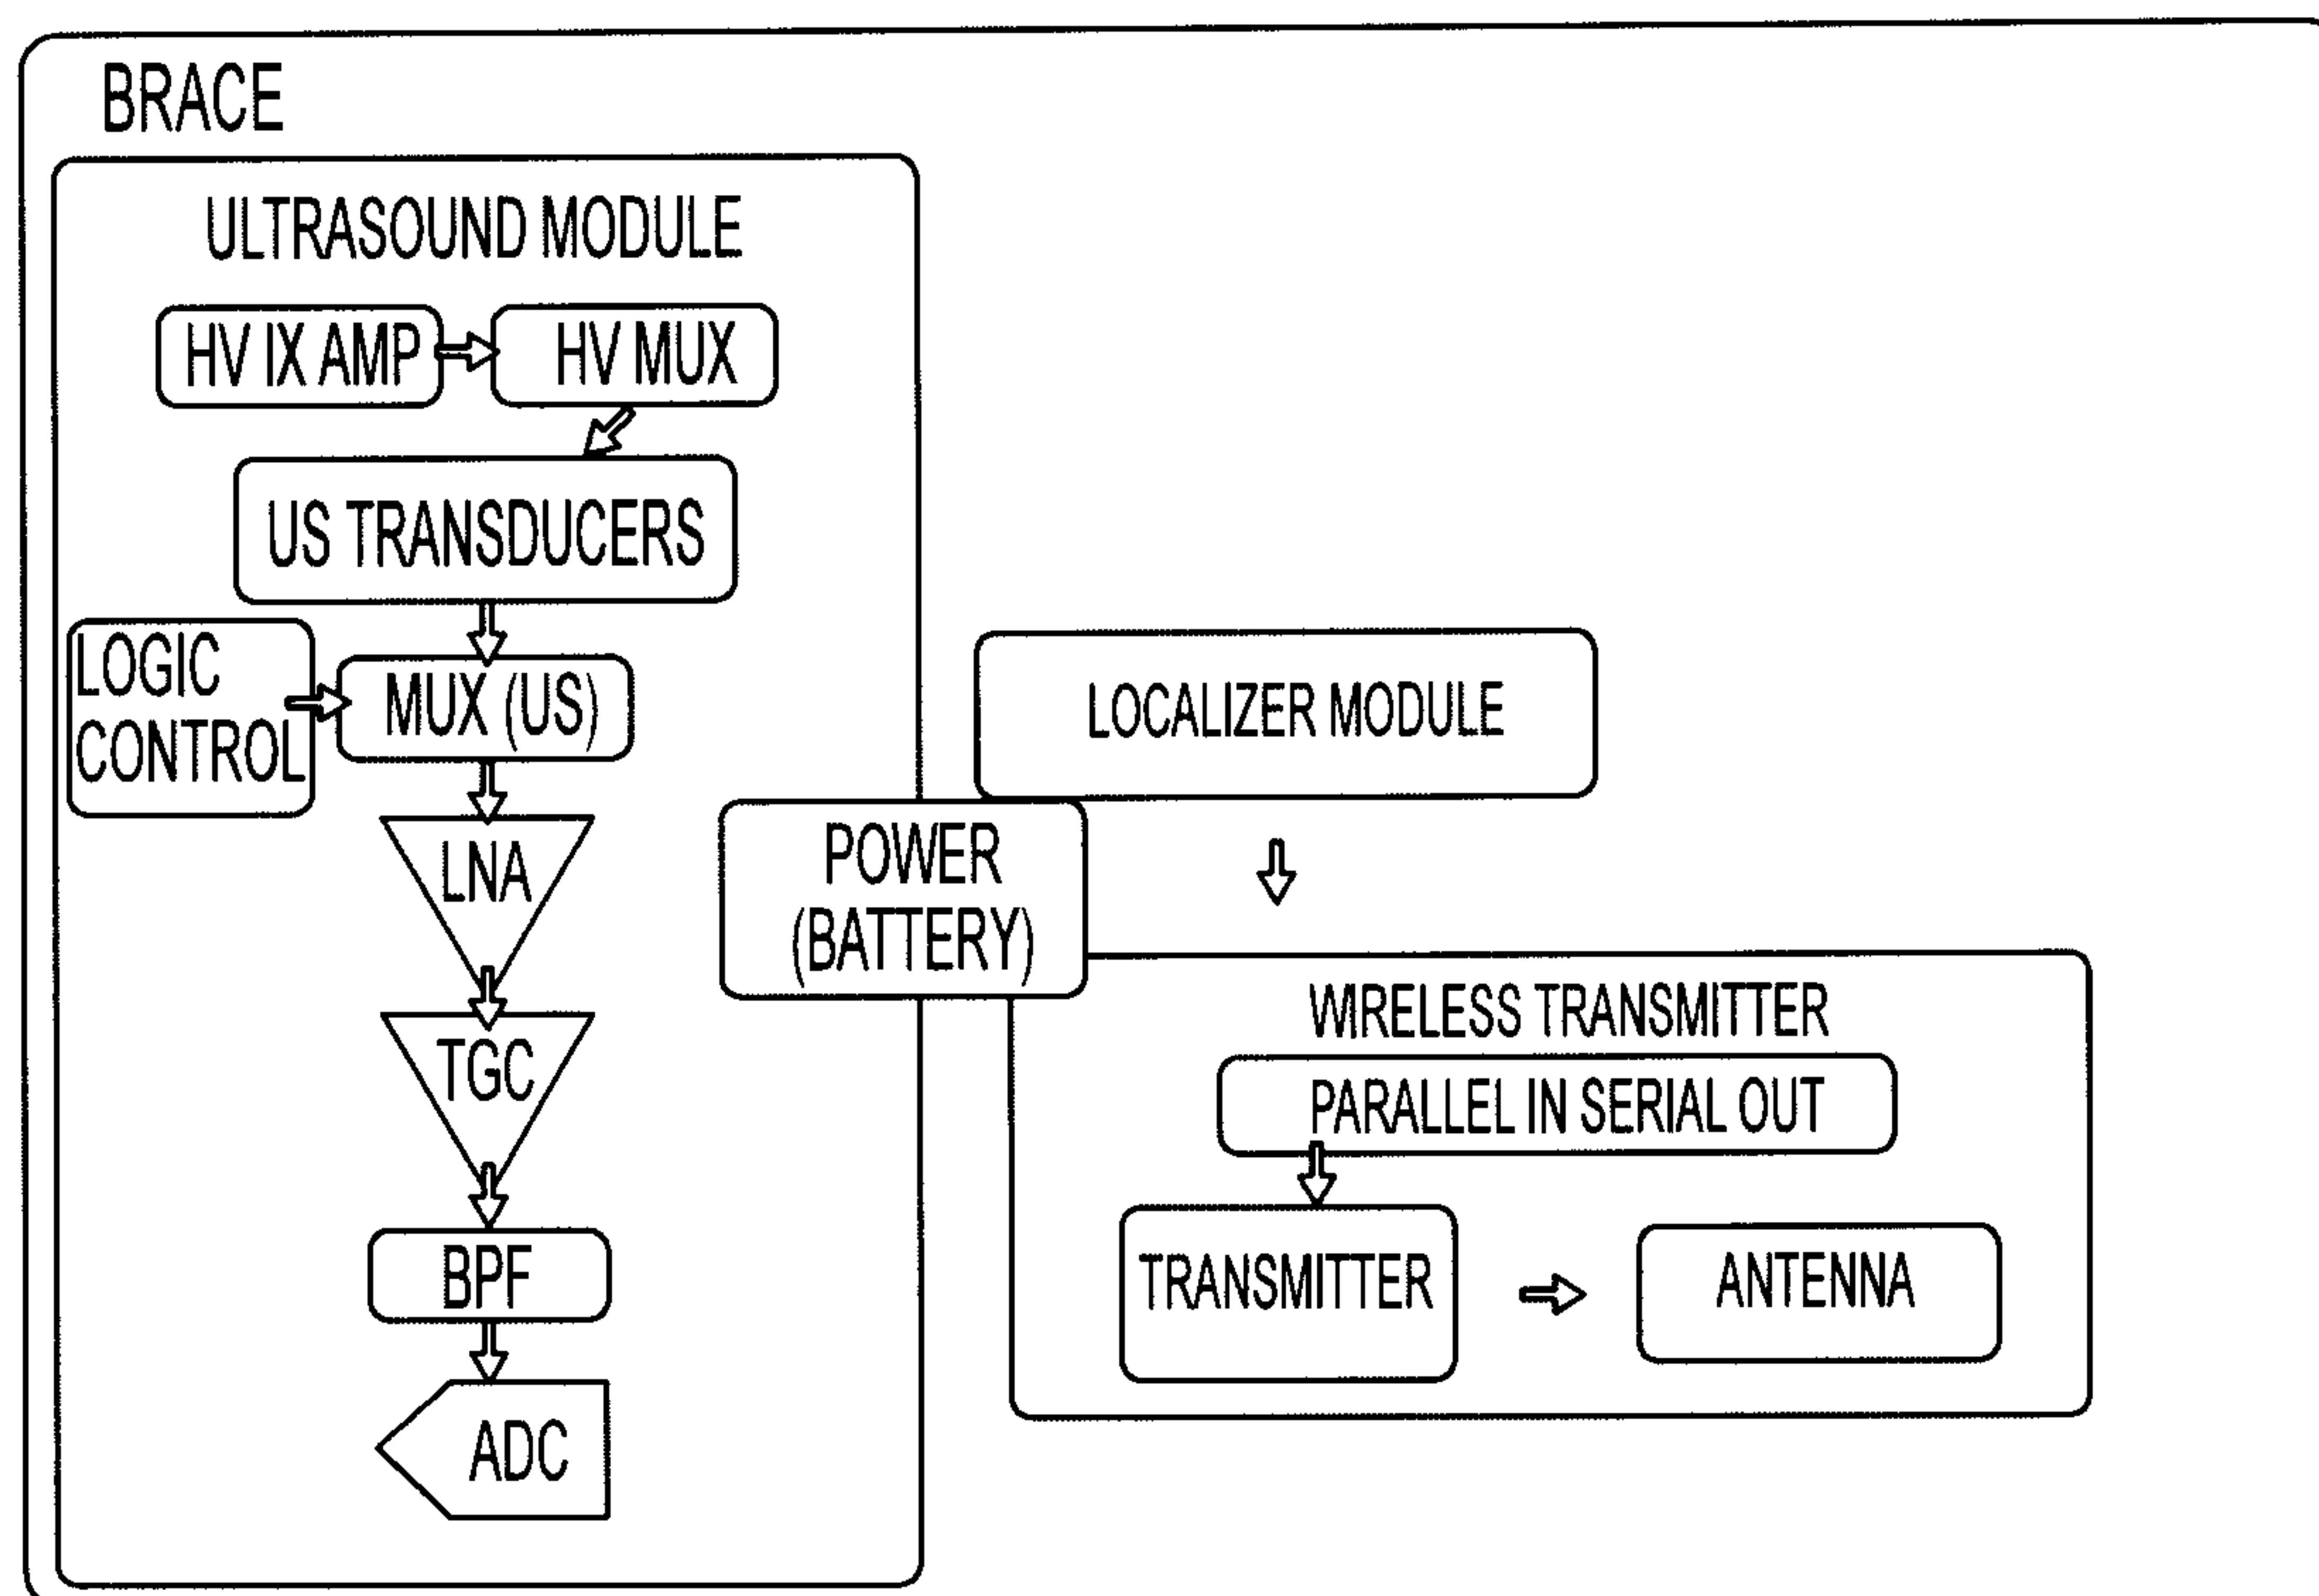 BRACE
ULTRASOUND MODULE
HV IX AMP
HV MUX
US TRANSDUCERS
LOGIC
CONTROL
MUX (US)
LNA
TGC
BPF
ADC
POWER
(BATTERY)
LOCALIZER MODULE
WIRELESS TRANSMITTER
PARALLEL IN SERIAL OUT
TRANSMITTER
ANTENNA